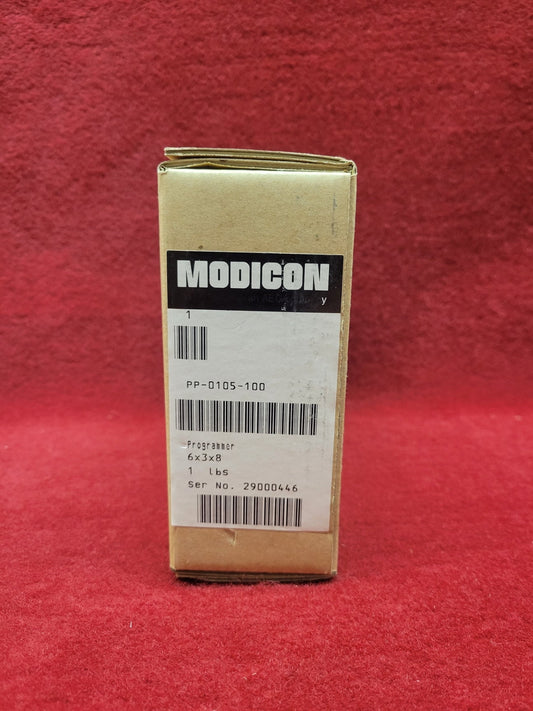 MODICON
y
1
PP-0105-100
Programmer
6x3x8
1 lbs
Ser No. 29000446